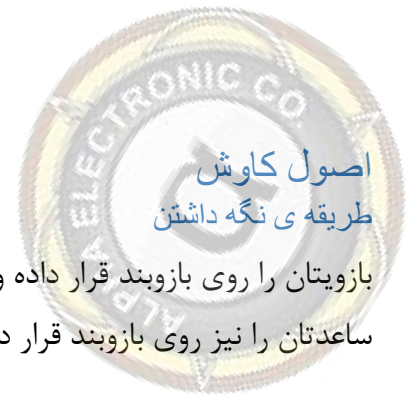 ELECTRONIC CO.
ALPHA
اصول کاوش
طریقه ی نگه داشتن
بازویتان را روی بازوبند قرار داده و
ساعدتان را نیز روی بازوبند قرار د